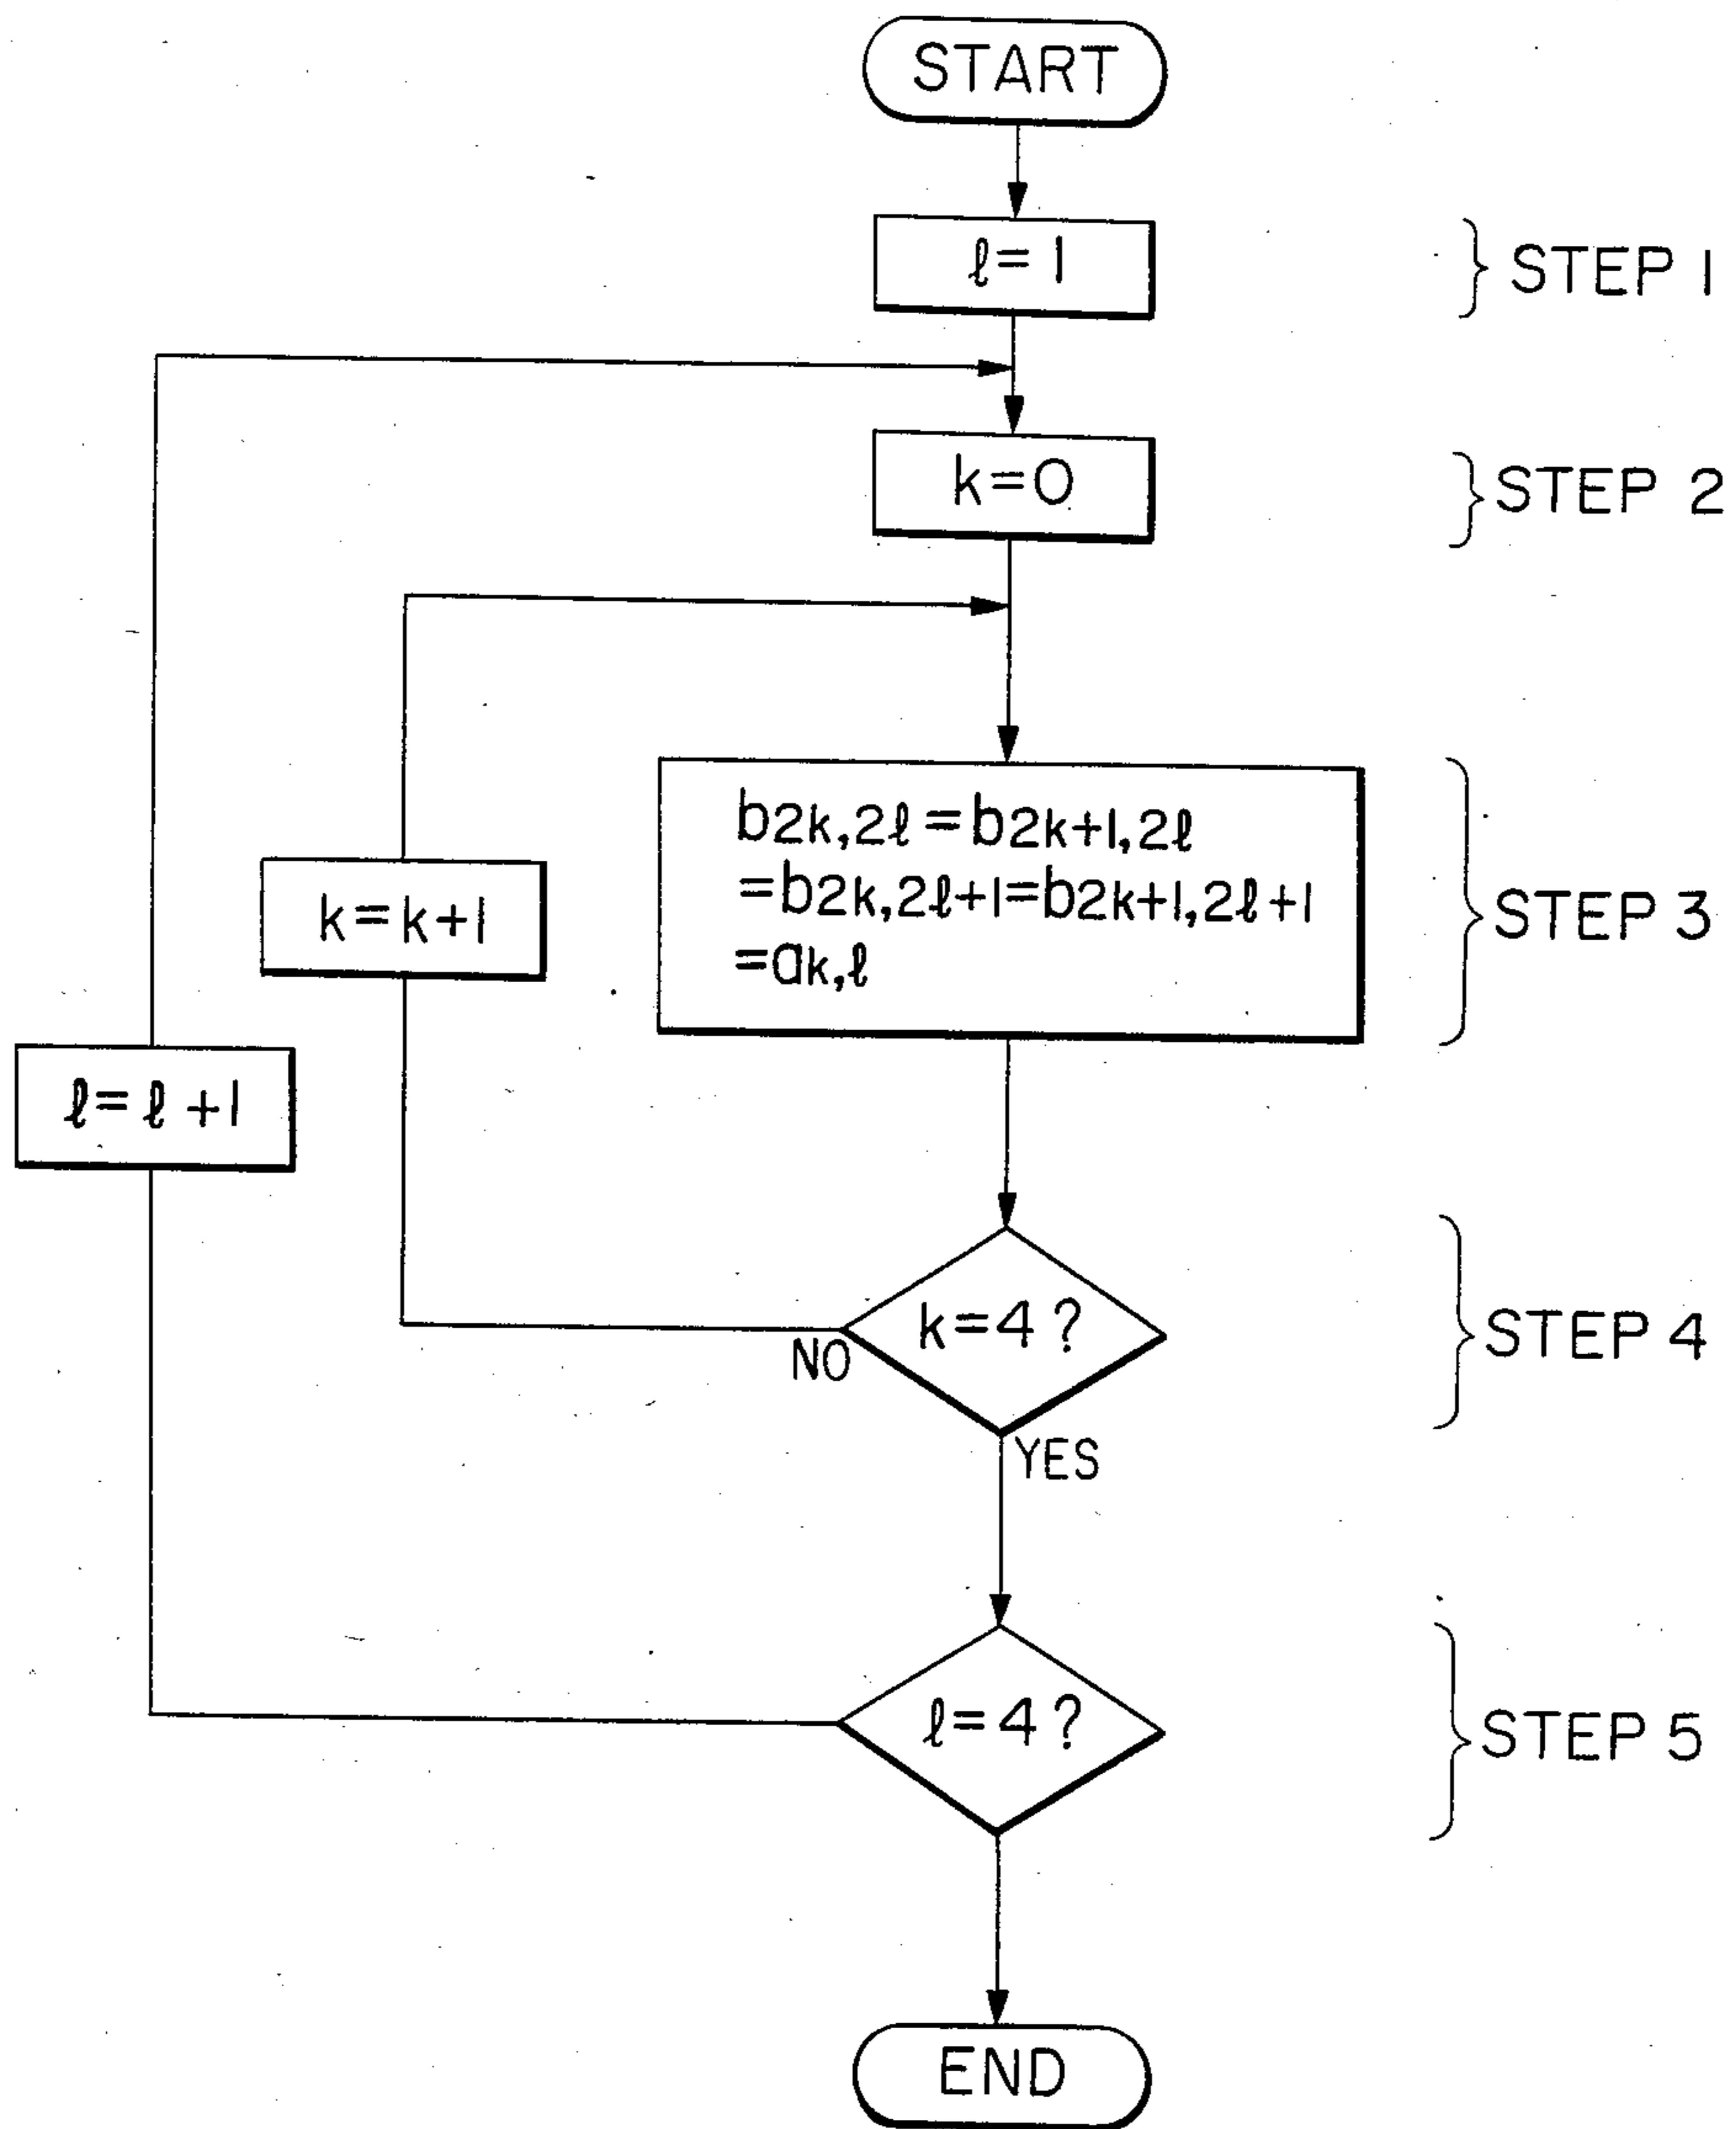 START
ℓ=1
STEP 1
k=0
STEP 2
b2k,2ℓ=b2k+1,2ℓ
=b2k,2ℓ+1=b2k+1,2ℓ+1
=ak,ℓ
STEP 3
k=k+1
ℓ=ℓ+1
k=4?
NO
YES
STEP 4
ℓ=4?
STEP 5
END